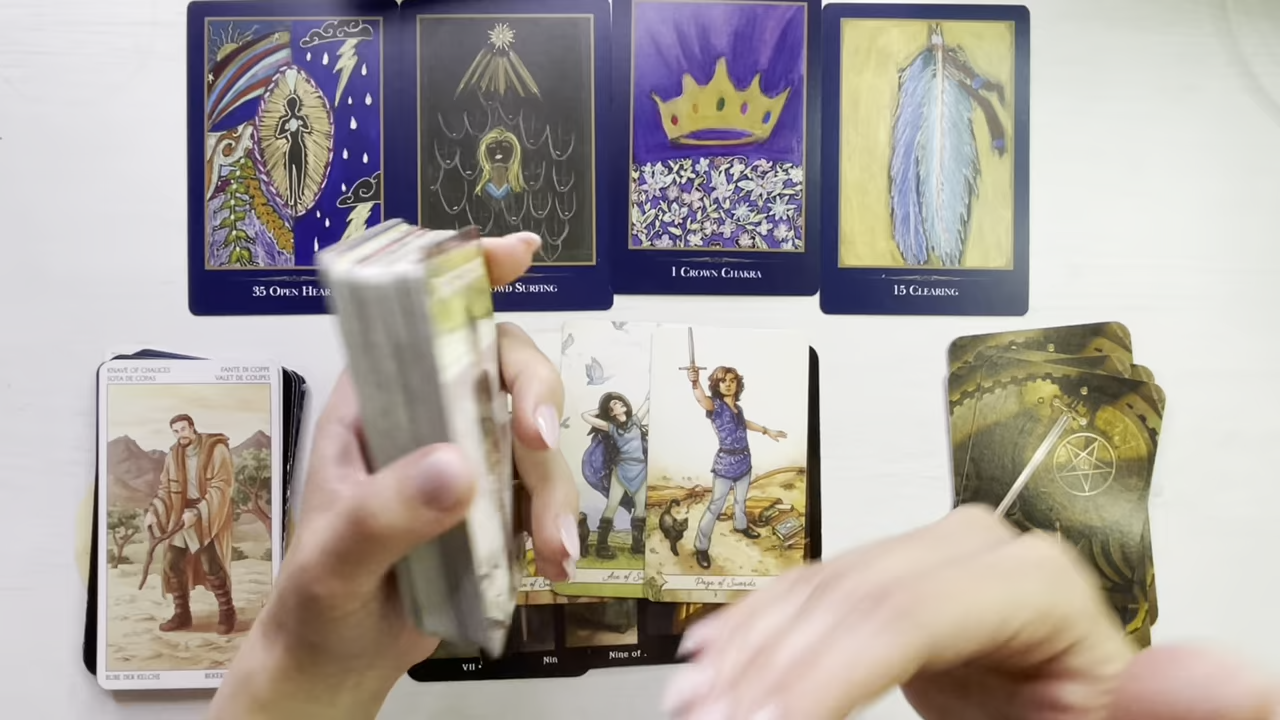 35 OPEN HEAR
OWD SURFING
1 CROWN CHAKRA
15 CLEARING
KNAVE OF CHALICES FANTE DI COPPE
SOTA DE COPAS VALET DE COUPES
Ace of
Page of Swords
BUBE DER KELCHE
VII
Nin
Nine of